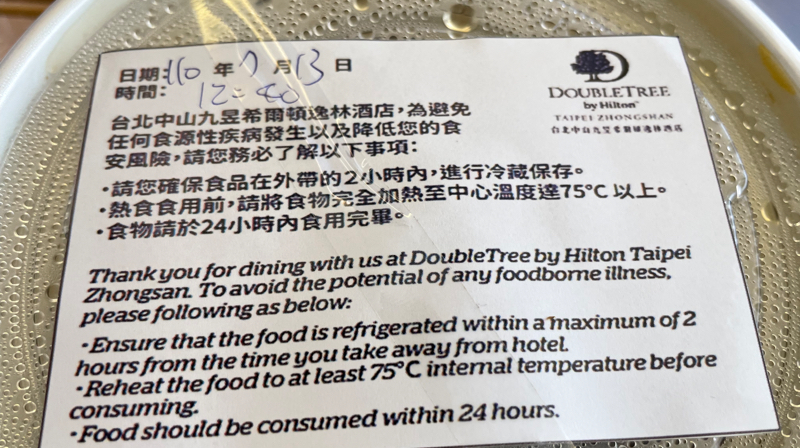 日期:110年7月13日
DOUBLETREE
by Hilton™
TAIPEI ZHONGSHAN
台北中山九昱希爾頓逸林酒店
時間: 12:40
台北中山九昱希爾頓逸林酒店,為避免
任何食源性疾病發生以及降低您的食
安風險,請您務必了解以下事項:
·請您確保食品在外帶的2小時內,進行冷藏保存。
·熱食食用前,請將食物完全加熱至中心溫度達75°C 以上。
·食物請於24小時內食用完畢。
Thank you for dining with us at DoubleTree by Hilton Taipei
Zhongsan. To avoid the potential of any foodborne illness,
please following as below:
·Ensure that the food is refrigerated within a maximum of 2
hours from the time you take away from hotel.
·Reheat the food to at least 75°C internal temperature before
consuming.
·Food should be consumed within 24 hours.